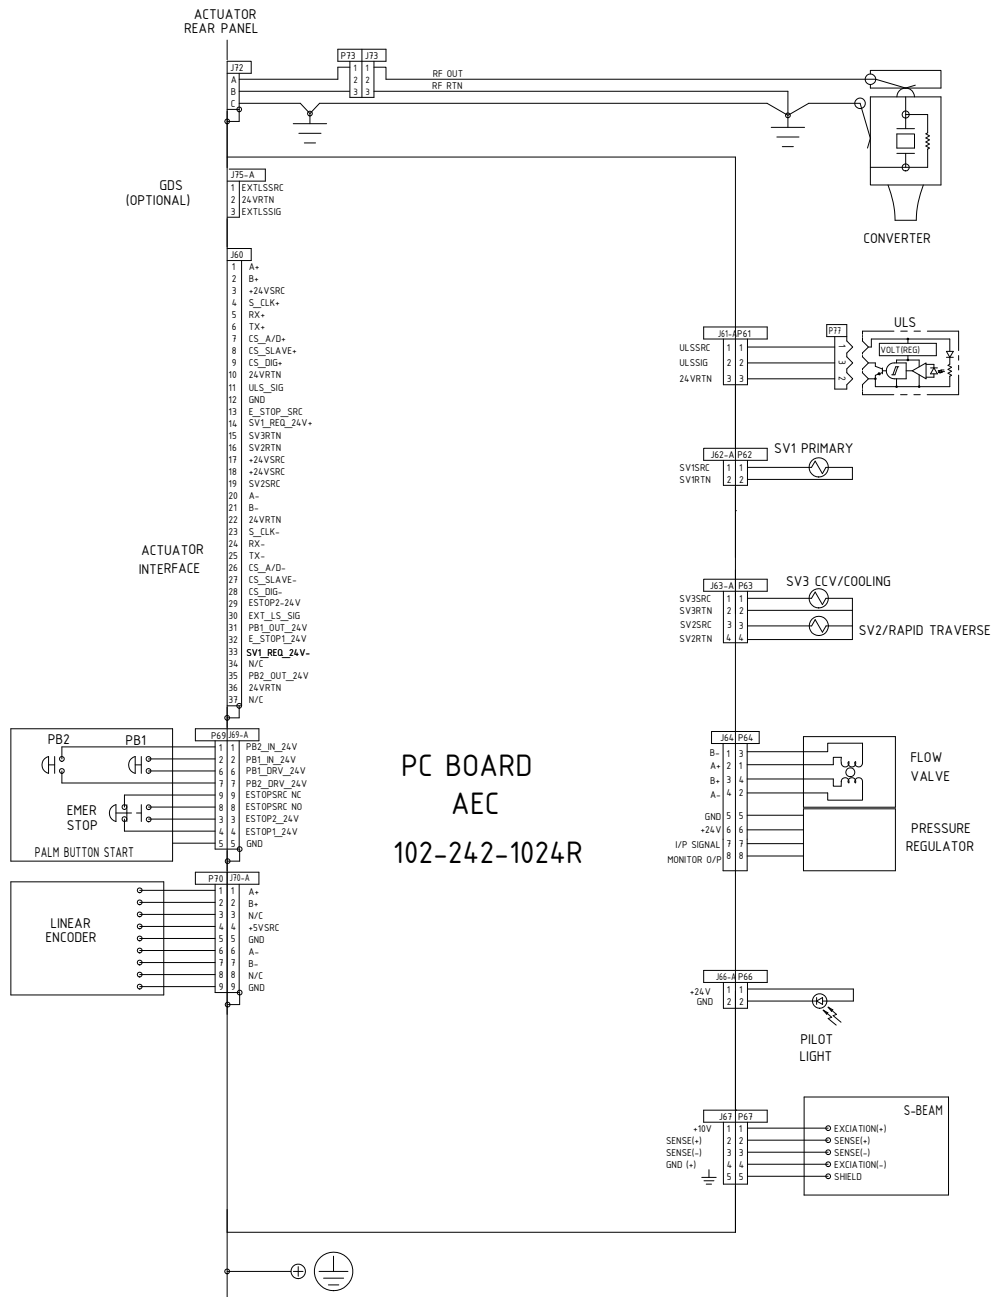 ACTUATOR
REAR PANEL
J72
A
B
C
P73 J73
1 1
2 2
3 3
RF OUT
RF RTN
CONVERTER
GDS
(OPTIONAL)
J75-A
1 EXTLSSRC
2 24VRTN
3 EXTLSSIG
ACTUATOR
INTERFACE
J60
1 A+
2 B+
3 +24VSRC
4 S_CLK+
5 RX+
6 TX+
7 CS_A/D+
8 CS_SLAVE+
9 CS_DIG+
10 24VRTN
11 ULS_SIG
12 GND
13 E_STOP_SRC
14 SV1_REQ_24V+
15 SV3RTN
16 SV2RTN
17 +24VSRC
18 +24VSRC
19 SV2SRC
20 A-
21 B-
22 24VRTN
23 S_CLK-
24 RX-
25 TX-
26 CS_A/D-
27 CS_SLAVE-
28 CS_DIG-
29 ESTOP2-24V
30 EXT_LS_SIG
31 PB1_OUT_24V
32 E_STOP1_24V
33 SV1_REQ_24V-
34 N/C
35 PB2_OUT_24V
36 24VRTN
37 N/C
PB2 PB1
EMER
STOP
PALM BUTTON START
P69 J69-A
1 1 PB2_IN_24V
2 2 PB1_IN_24V
6 6 PB1_DRV_24V
7 7 PB2_DRV_24V
9 9 ESTOPSRC NC
8 8 ESTOPSRC NO
3 3 ESTOP2_24V
4 4 ESTOP1_24V
5 5 GND
LINEAR
ENCODER
P70 J70-A
1 1 A+
2 2 B+
3 3 N/C
4 4 +5VSRC
5 5 GND
6 6 A-
7 7 B-
8 8 N/C
9 9 GND
PC BOARD
AEC
102-242-1024R
J61-A P61
ULSSRC 1 1
ULSSIG 2 2
24VRTN 3 3
P77
1
3
2
ULS
VOLT(REG)
J62-A P62
SV1SRC 1 1
SV1RTN 2 2
SV1 PRIMARY
J63-A P63
SV3SRC 1 1
SV3RTN 2 2
SV2SRC 3 3
SV2RTN 4 4
SV3 CCV/COOLING
SV2/RAPID TRAVERSE
J64 P64
B- 1 3
A+ 2 1
B+ 3 4
A- 4 2
GND 5 5
+24V 6 6
I/P SIGNAL 7 7
MONITOR O/P 8 8
FLOW
VALVE
PRESSURE
REGULATOR
J66-A P66
+24V 1 1
GND 2 2
PILOT
LIGHT
J67 P67
+10V 1 1
SENSE(+) 2 2
SENSE(-) 3 3
GND (+) 4 4
5 5
S-BEAM
EXCIATION(+)
SENSE(+)
SENSE(-)
EXCIATION(-)
SHIELD